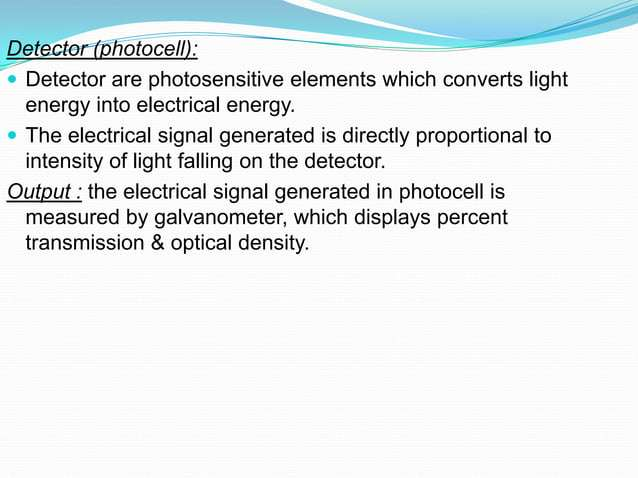 Detector (photocell):
• Detector are photosensitive elements which converts light
energy into electrical energy.
• The electrical signal generated is directly proportional to
intensity of light falling on the detector.
Output : the electrical signal generated in photocell is
measured by galvanometer, which displays percent
transmission & optical density.